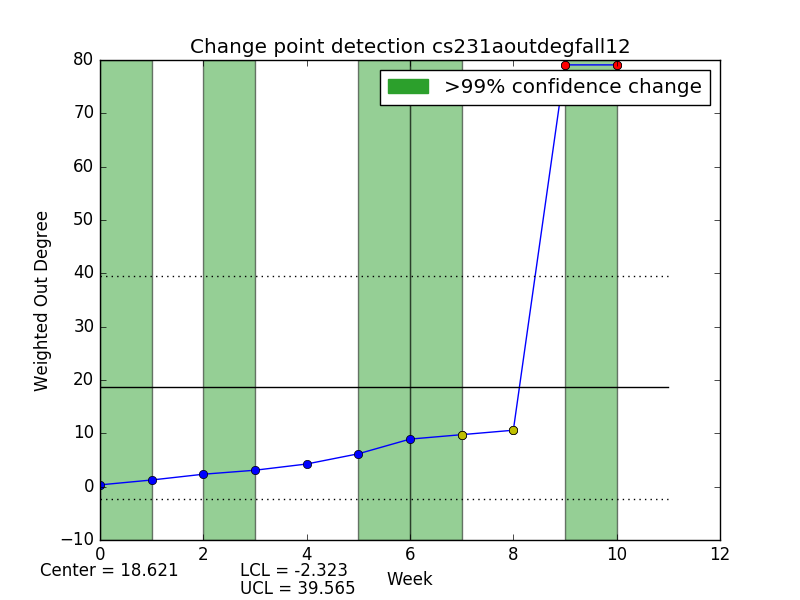 Change point detection cs231aoutdegfall12
>99% confidence change
Weighted Out Degree
80
70
60
50
40
30
20
10
0
−10
0 2 4 6 8 10 12
Week
Center = 18.621
LCL = -2.323
UCL = 39.565